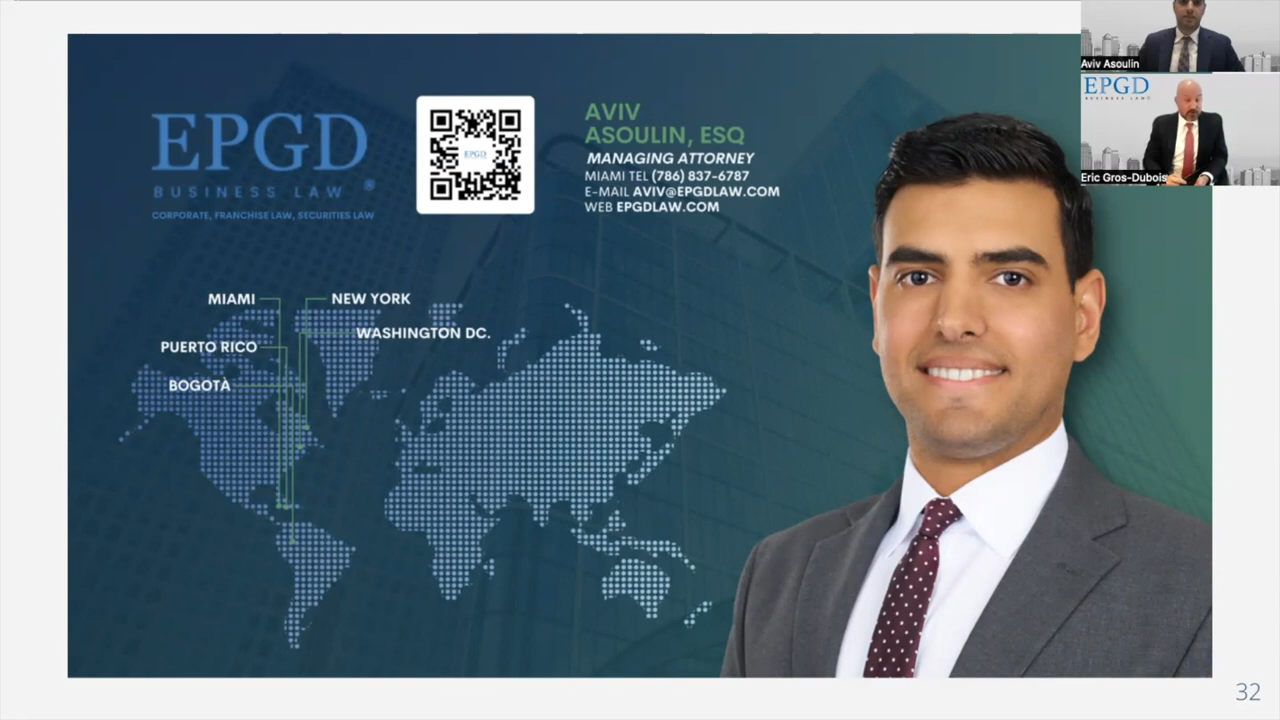 EPGD
BUSINESS LAW ®
CORPORATE, FRANCHISE LAW, SECURITIES LAW
EPGD
AVIV
ASOULIN, ESQ
MANAGING ATTORNEY
MIAMI TEL (786) 837-6787
E-MAIL AVIV@EPGDLAW.COM
WEB EPGDLAW.COM
MIAMI
NEW YORK
WASHINGTON DC.
PUERTO RICO
BOGOTÀ
Aviv Asoulin
EPGD
BUSINESS LAW
Eric Gros-Dubois
32